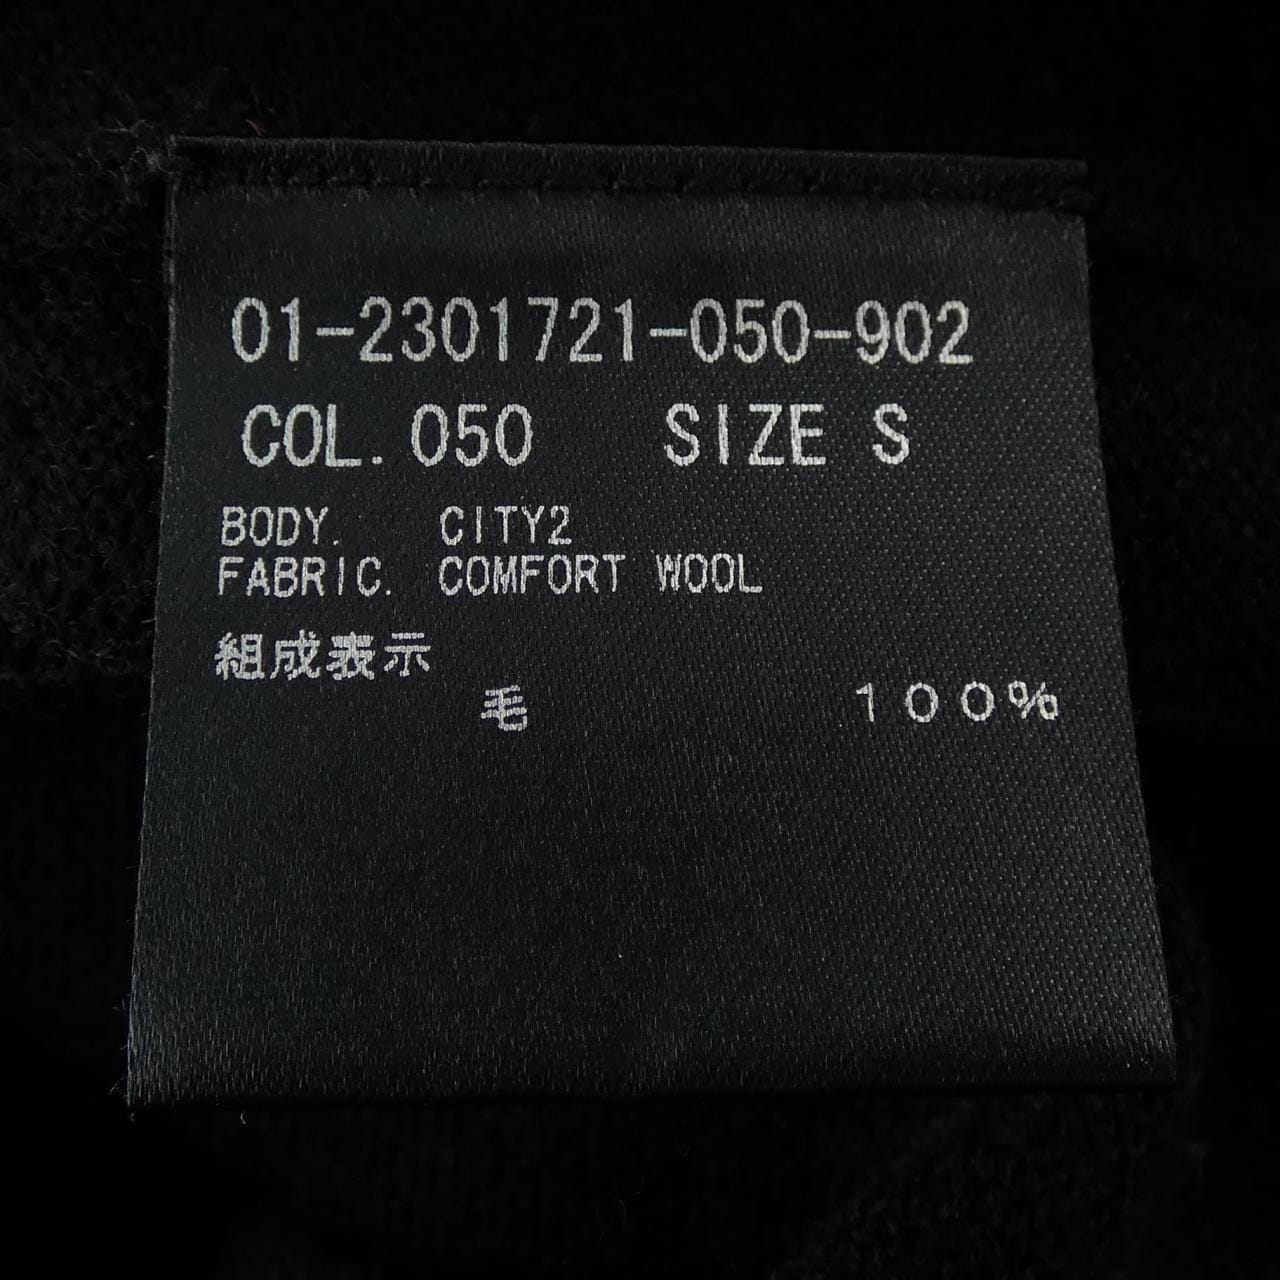 01-2301721-050-902
COL. 050 SIZE S
BODY. CITY2
FABRIC. COMFORT WOOL
組成表示
毛 100%